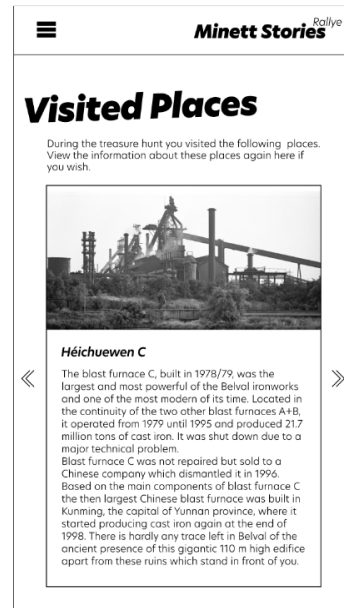 Minett Stories Rallye
Visited Places
During the treasure hunt you visited the following places.
View the information about these places again here if
you wish.
Héichuewen C
The blast furnace C, built in 1978/79, was the
largest and most powerful of the Belval ironworks
and one of the most modern of its time. Located in
the continuity of the two other blast furnaces A+B,
it operated from 1979 until 1995 and produced 21.7
million tons of cast iron. It was shut down due to a
major technical problem.
Blast furnace C was not repaired but sold to a
Chinese company which dismantled it in 1996.
Based on the main components of blast furnace C
the then largest Chinese blast furnace was built in
Kunming, the capital of Yunnan province, where it
started producing cast iron again at the end of
1998. There is hardly any trace left in Belval of the
ancient presence of this gigantic 110 m high edifice
apart from these ruins which stand in front of you.